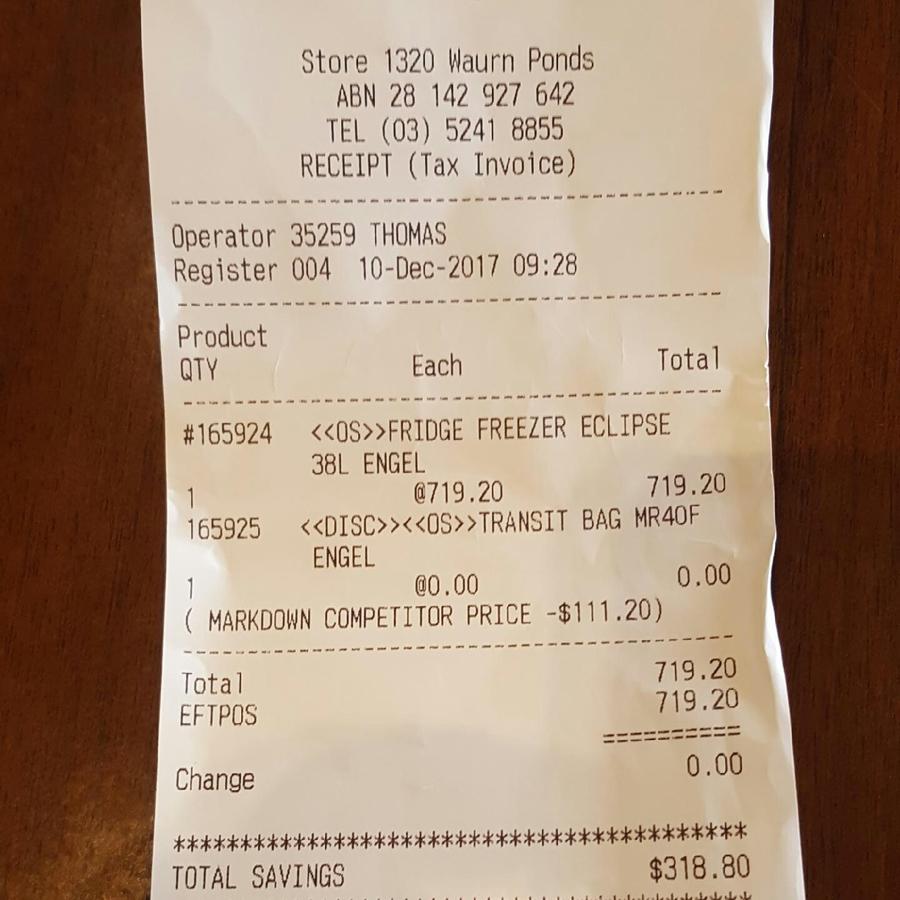 Store 1320 Waurn Ponds
ABN 28 142 927 642
TEL (03) 5241 8855
RECEIPT (Tax Invoice)
----------------------------------------
Operator 35259 THOMAS
Register 004 10-Dec-2017 09:28
----------------------------------------
Product
QTY Each Total
----------------------------------------
#165924 <<OS>>FRIDGE FREEZER ECLIPSE
38L ENGEL
1 @719.20 719.20
165925 <<DISC>><<OS>>TRANSIT BAG MR40F
ENGEL
1 @0.00 0.00
( MARKDOWN COMPETITOR PRICE -$111.20)
----------------------------------------
Total 719.20
EFTPOS 719.20
==========
Change 0.00
******************************************
TOTAL SAVINGS $318.80